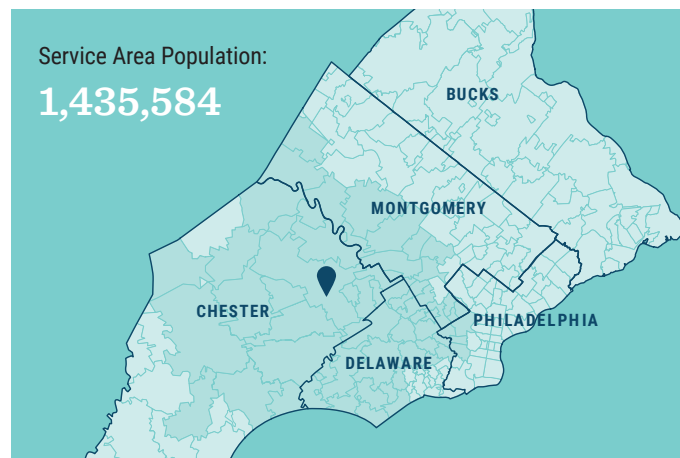 Service Area Population:
1,435,584
BUCKS
MONTGOMERY
CHESTER
PHILADELPHIA
DELAWARE